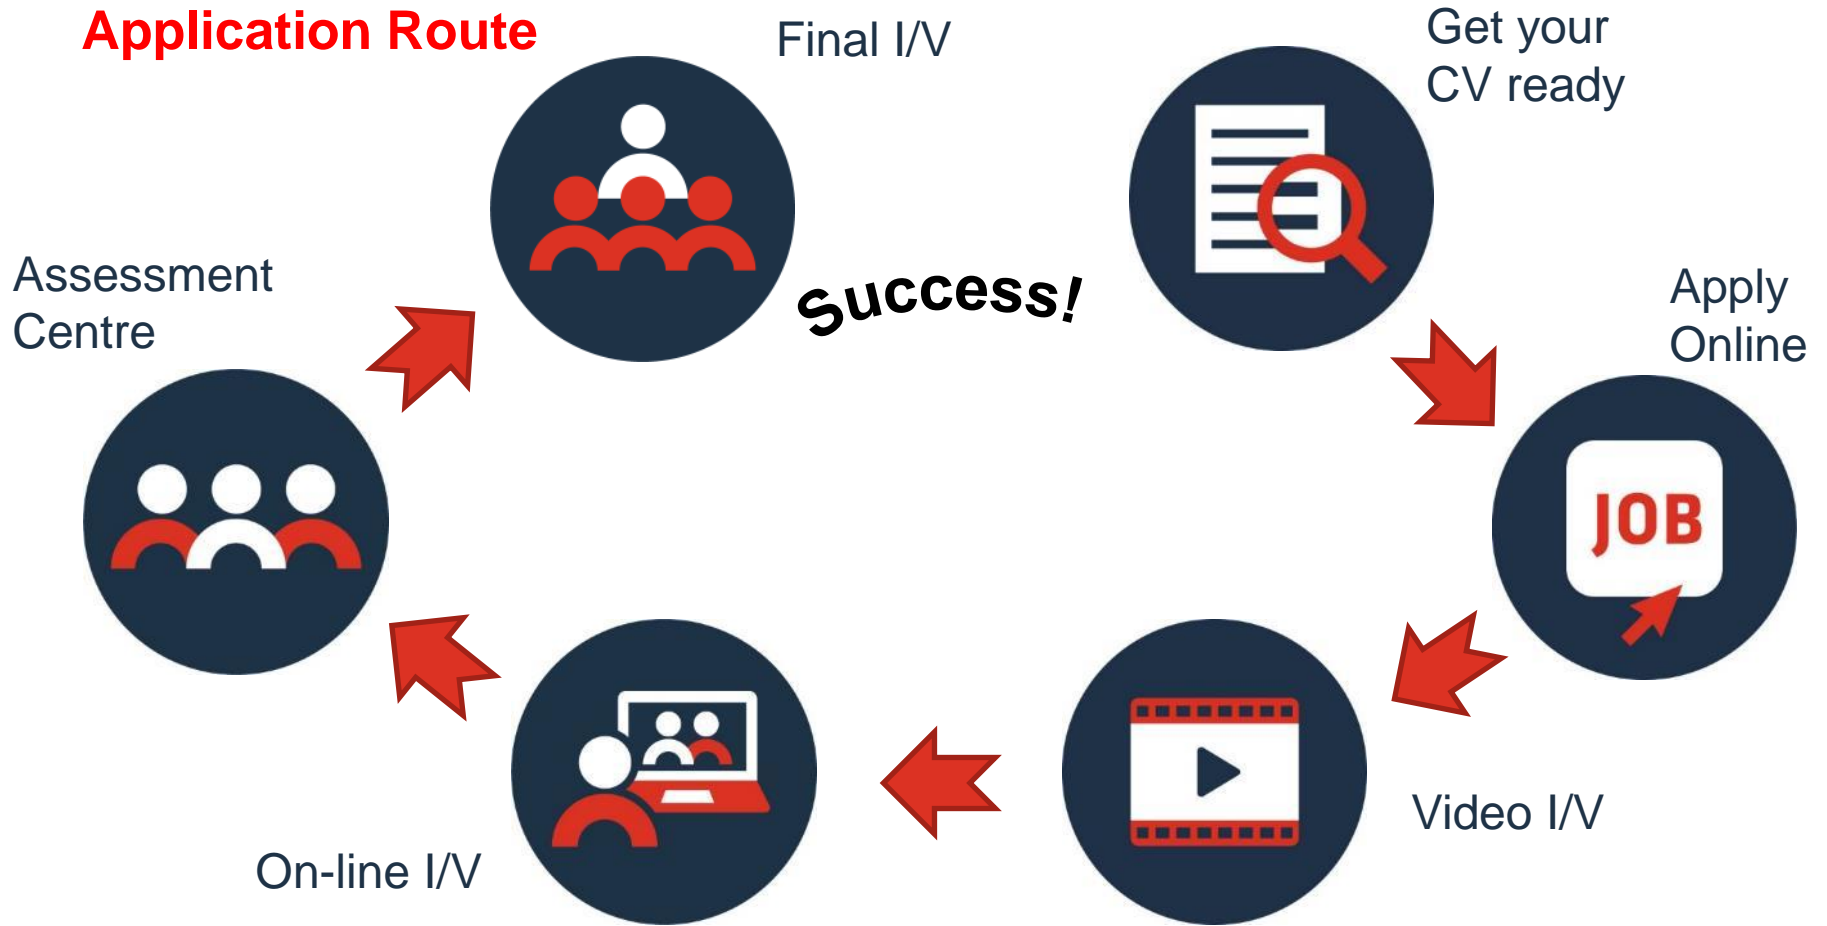 Application Route
Final I/V
Get your
CV ready
Assessment
Centre
Success!
Apply
Online
JOB
Video I/V
On-line I/V